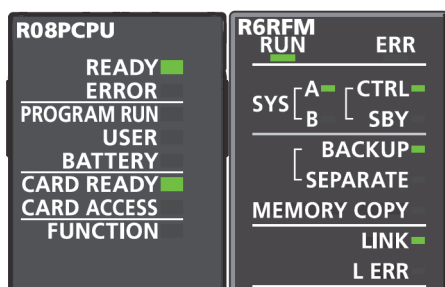 R08PCPU
READY
ERROR
PROGRAM RUN
USER
BATTERY
CARD READY
CARD ACCESS
FUNCTION
R6RFM
RUN ERR
SYS A CTRL
B SBY
BACKUP
SEPARATE
MEMORY COPY
LINK
L ERR